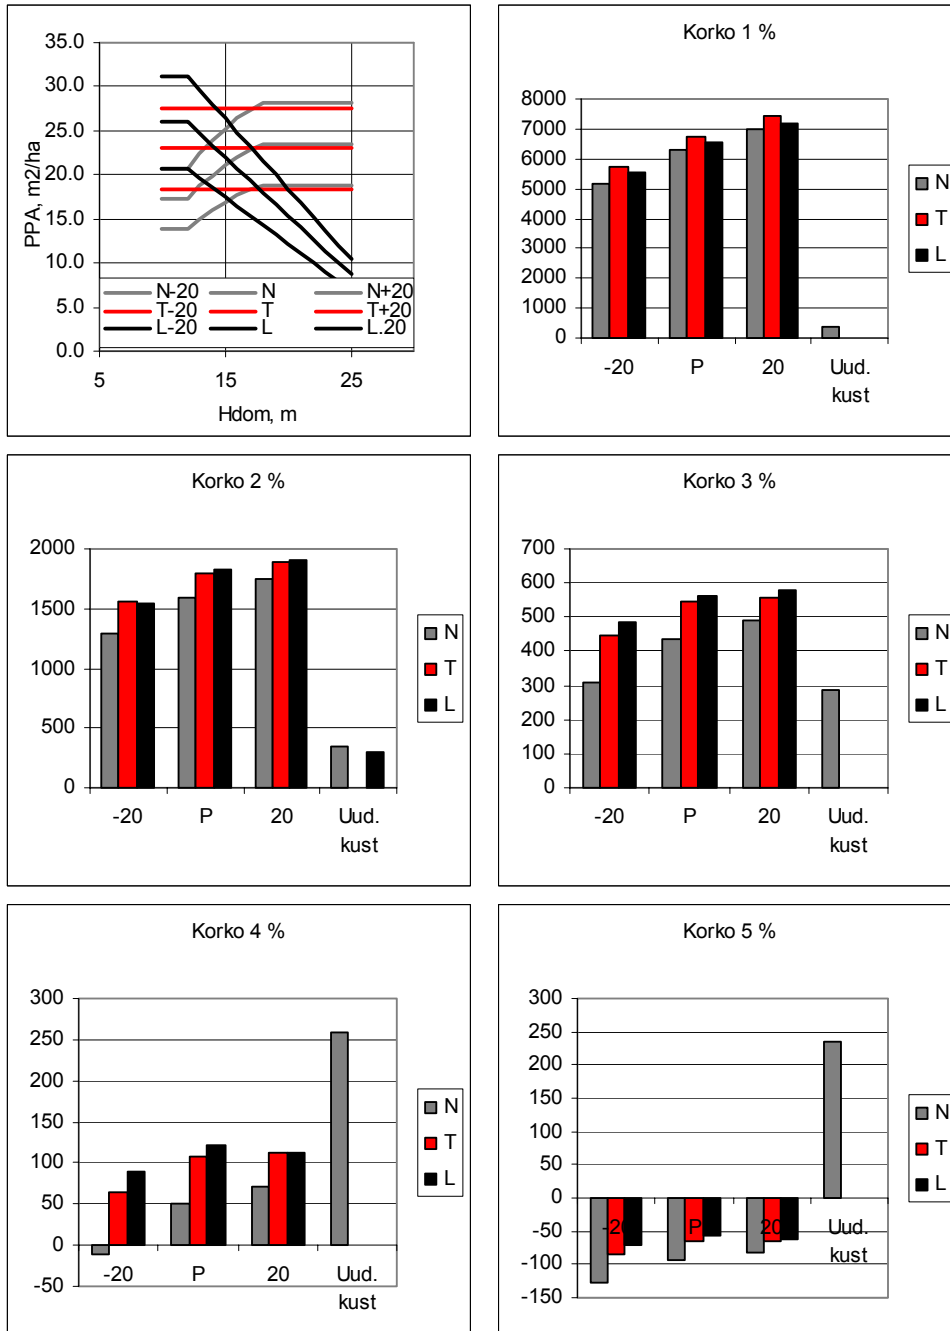 35.0
30.0
25.0
20.0
15.0
10.0
5.0
0.0
PPA, m2/ha
N-20 N N+20
T-20 T T+20
L-20 L L.20
5 15 25
Hdom, m
Korko 1 %
8000
7000
6000
5000
4000
3000
2000
1000
0
-20 P 20 Uud.
kust
N
T
L
Korko 2 %
2000
1500
1000
500
0
-20 P 20 Uud.
kust
N
T
L
Korko 3 %
700
600
500
400
300
200
100
0
-20 P 20 Uud.
kust
N
T
L
Korko 4 %
300
250
200
150
100
50
0
-50
-20 P 20 Uud.
kust
N
T
L
Korko 5 %
300
250
200
150
100
50
0
-50
-100
-150
-20 P 20 Uud.
kust
N
T
L